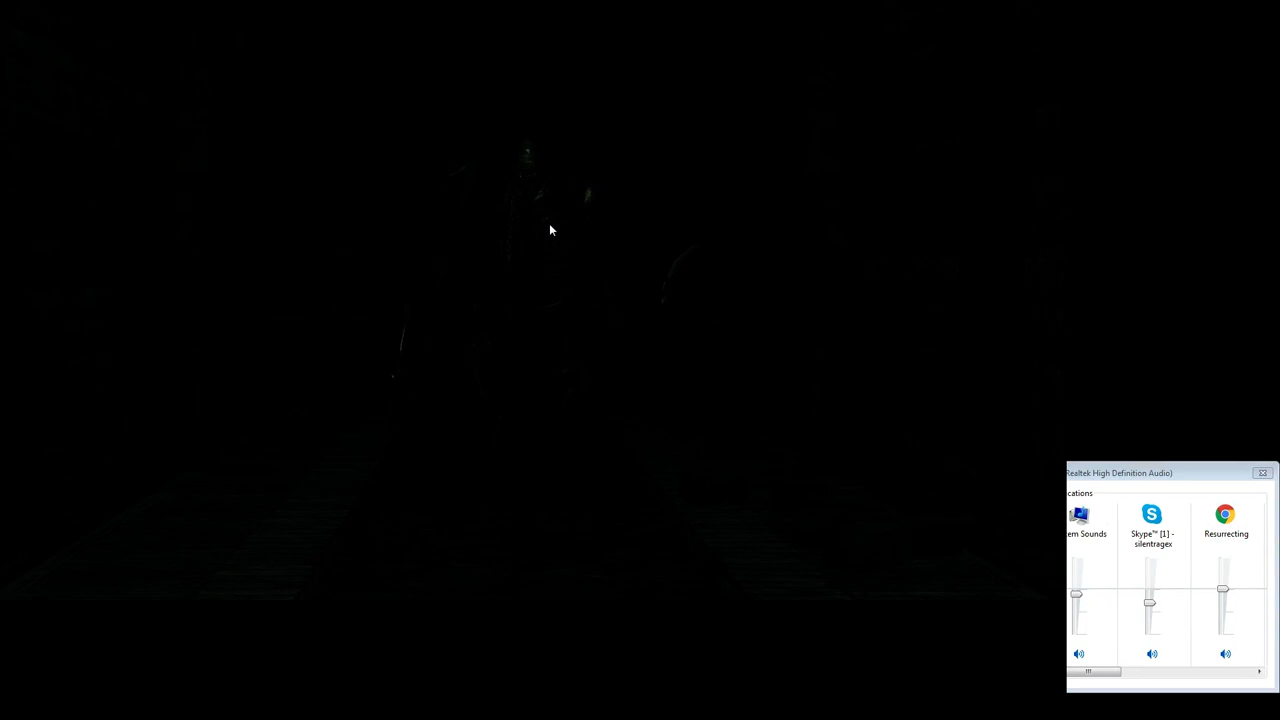 Realtek High Definition Audio)
cations
em Sounds
Skype™ [1] -
silentragex
Resurrecting